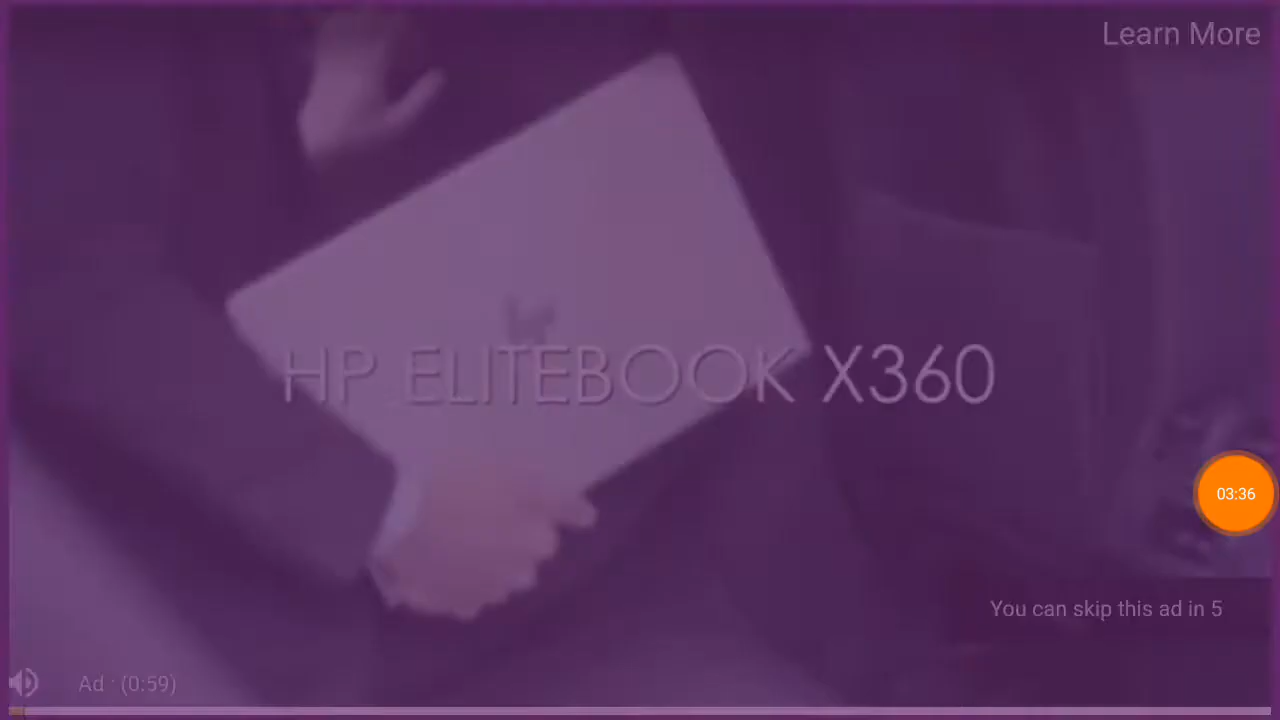 Learn More
HP ELITEBOOK X360
03:36
You can skip this ad in 5
Ad · (0:59)